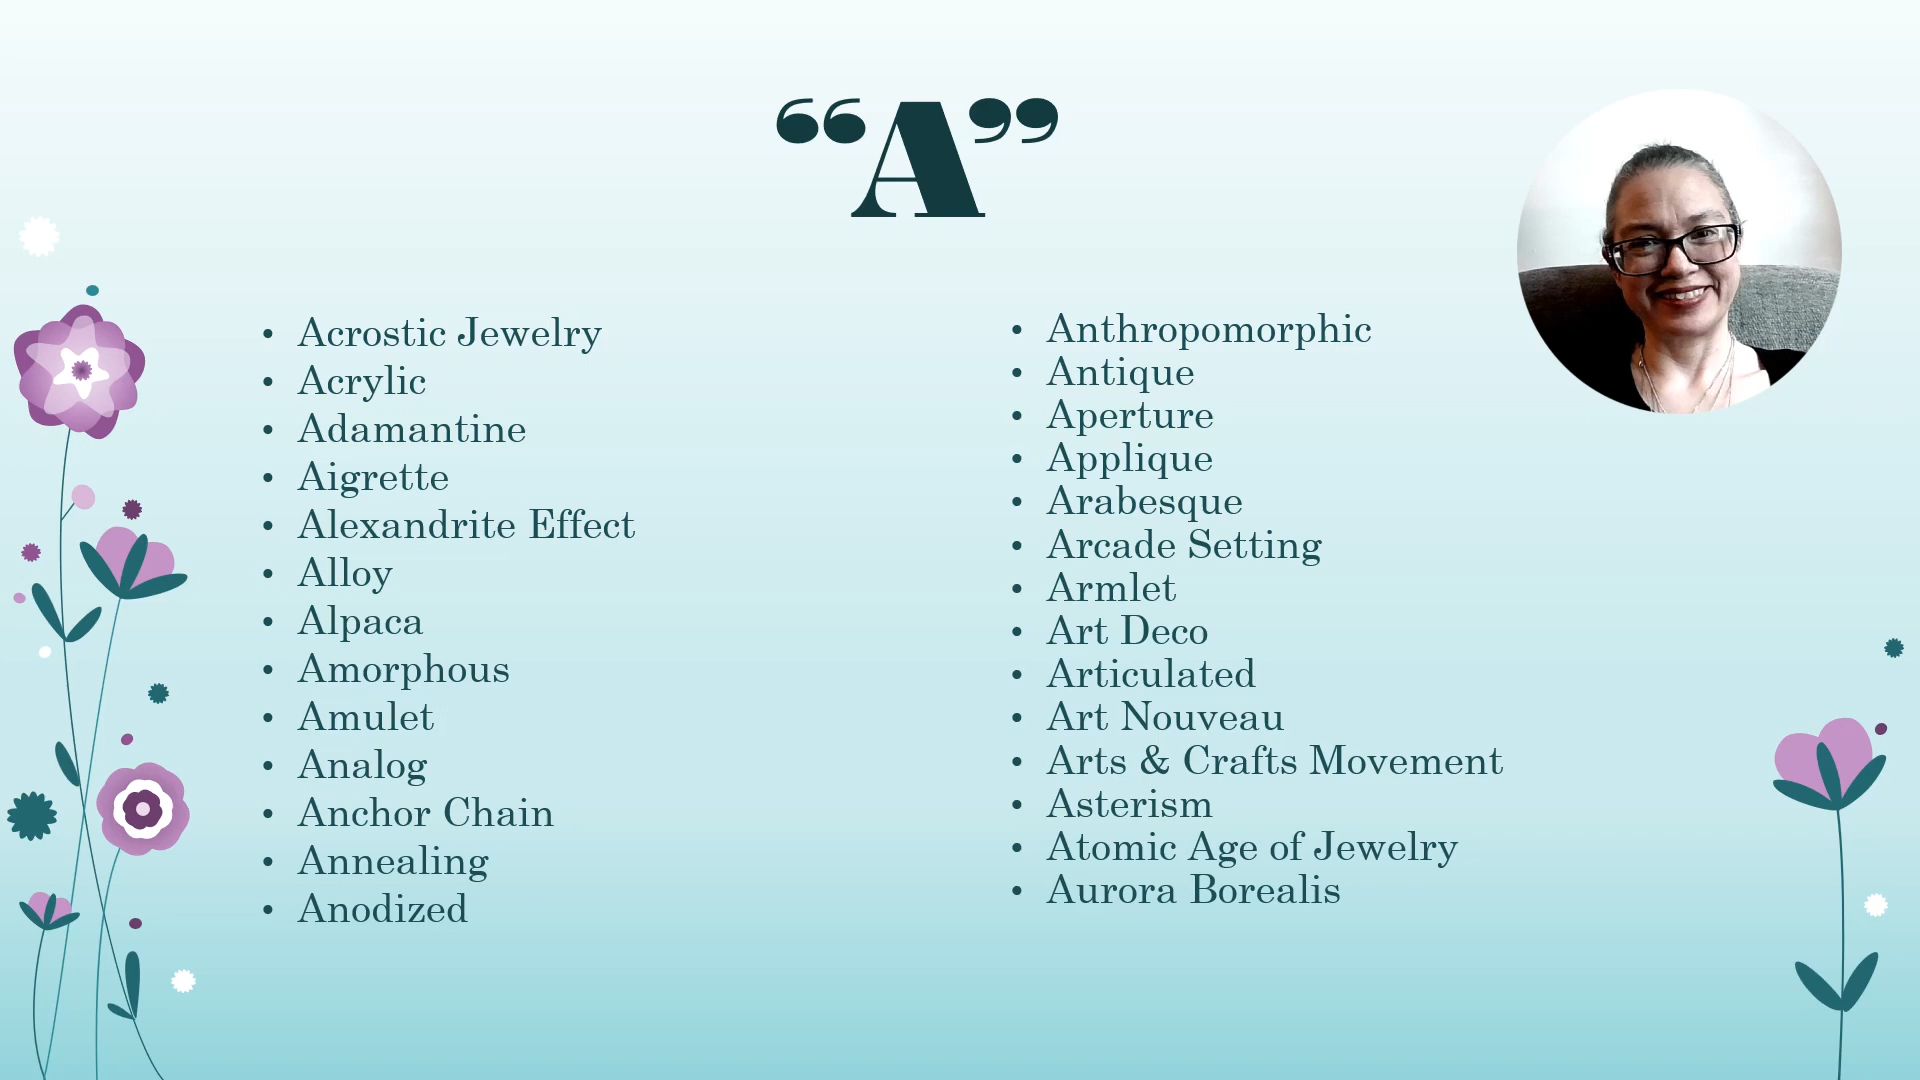 “A”
• Acrostic Jewelry
• Acrylic
• Adamantine
• Aigrette
• Alexandrite Effect
• Alloy
• Alpaca
• Amorphous
• Amulet
• Analog
• Anchor Chain
• Annealing
• Anodized
• Anthropomorphic
• Antique
• Aperture
• Applique
• Arabesque
• Arcade Setting
• Armlet
• Art Deco
• Articulated
• Art Nouveau
• Arts & Crafts Movement
• Asterism
• Atomic Age of Jewelry
• Aurora Borealis